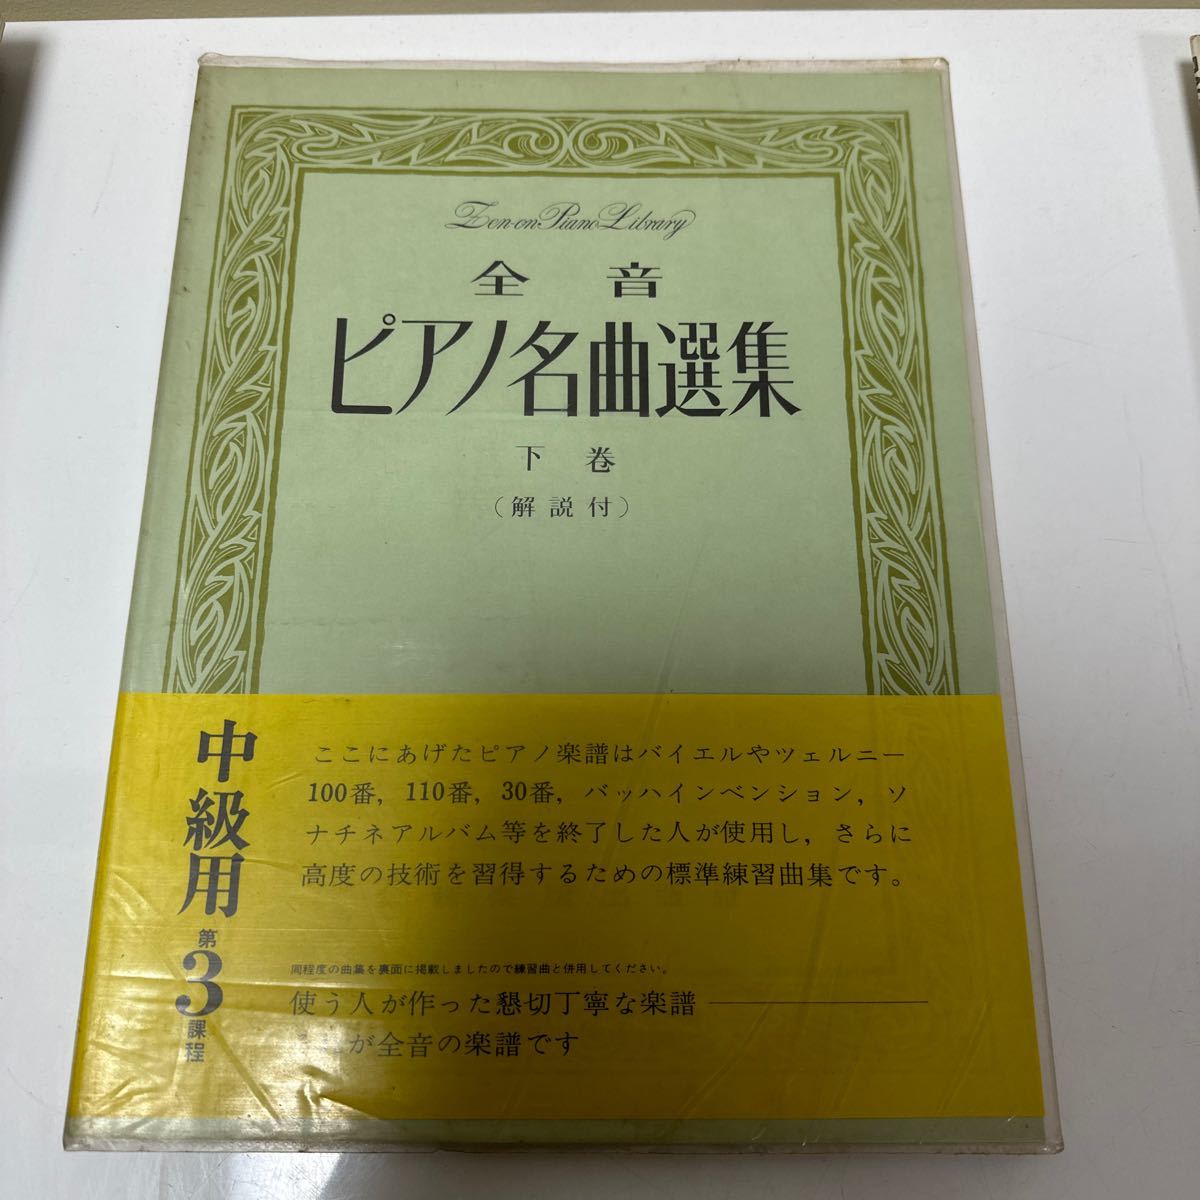 Zen-on Piano Library
全音
ピアノ名曲選集
下巻
（解説付）
中級用
第3課程
ここにあげたピアノ楽譜はバイエルやツェルニー
100番，110番，30番，バッハインベンション，ソ
ナチネアルバム等を終了した人が使用し，さらに
高度の技術を習得するための標準練習曲集です。
同程度の曲集を裏面に掲載しましたので練習曲と併用してください。
使う人が作った懇切丁寧な楽譜
が全音の楽譜です